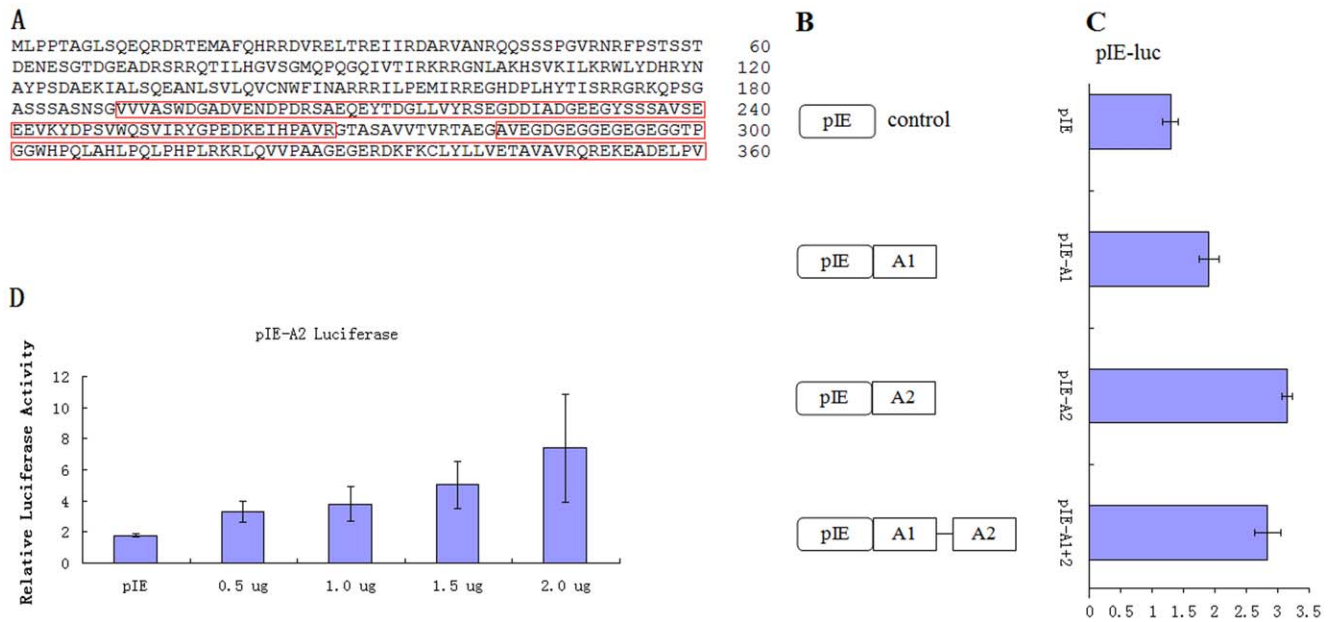 A
MLPPTAGLSQEQRDRTEMAFQHRRDVRELTREIIRDARVANRQQSSSPGVRNRFPSTSST 60
DENESGTDGEADRSRRQTILHGVSGMQPQGQIVTIRKRRGNLAKHSVKILKRWLYDHRYN 120
AYPSDAEKIALSQEANLSVLQVCNWFINARRRILPEMIRREGHDPLHYTISRRGRKQPSG 180
ASSSASNSGVVVASWDGADVENDPDRSAEQEYTDGLLVYRSEGDDIADGEEGYSSSAVSE 240
EEVKYDPSVWQSVIRYGPEDKEIHPAVRGTASAVVTVRTAEGAVEGDGEGGEGEGEGGTP 300
GGWHPQLAHLPQLPHPLRKRLQVVPAAGEGERDKFKCLYLLVETAVAVRQREKEADELPV 360
B
pIE control
pIE A1
pIE A2
pIE A1 A2
C
pIE-luc
pIE
pIE-A1
pIE-A2
pIE-A1+2
0 0.5 1 1.5 2 2.5 3 3.5
D
pIE-A2 Luciferase
Relative Luciferase Activity
12
10
8
6
4
2
0
pIE 0.5 ug 1.0 ug 1.5 ug 2.0 ug